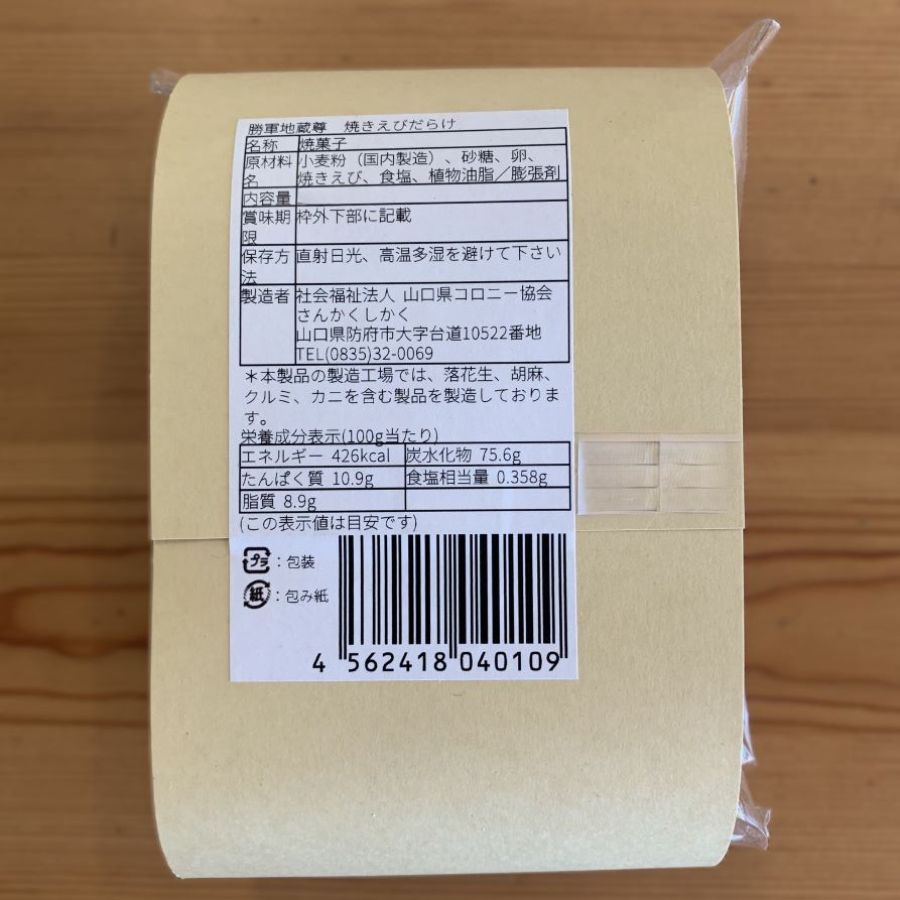 勝軍地蔵尊　焼きえびだらけ
名称 焼菓子
原材料名 小麦粉（国内製造）、砂糖、卵、
焼きえび、食塩、植物油脂／膨張剤
内容量
賞味期限 枠外下部に記載
保存方法 直射日光、高温多湿を避けて下さい
製造者 社会福祉法人 山口県コロニー協会
さんかくしかく
山口県防府市大字台道10522番地
TEL(0835)32-0069
＊本製品の製造工場では、落花生、胡麻、
クルミ、カニを含む製品を製造しておりま
す。
栄養成分表示(100g当たり)
エネルギー 426kcal 炭水化物 75.6g
たんぱく質 10.9g 食塩相当量 0.358g
脂質 8.9g
(この表示値は目安です)
プラ：包装
紙：包み紙
4 562418 040109